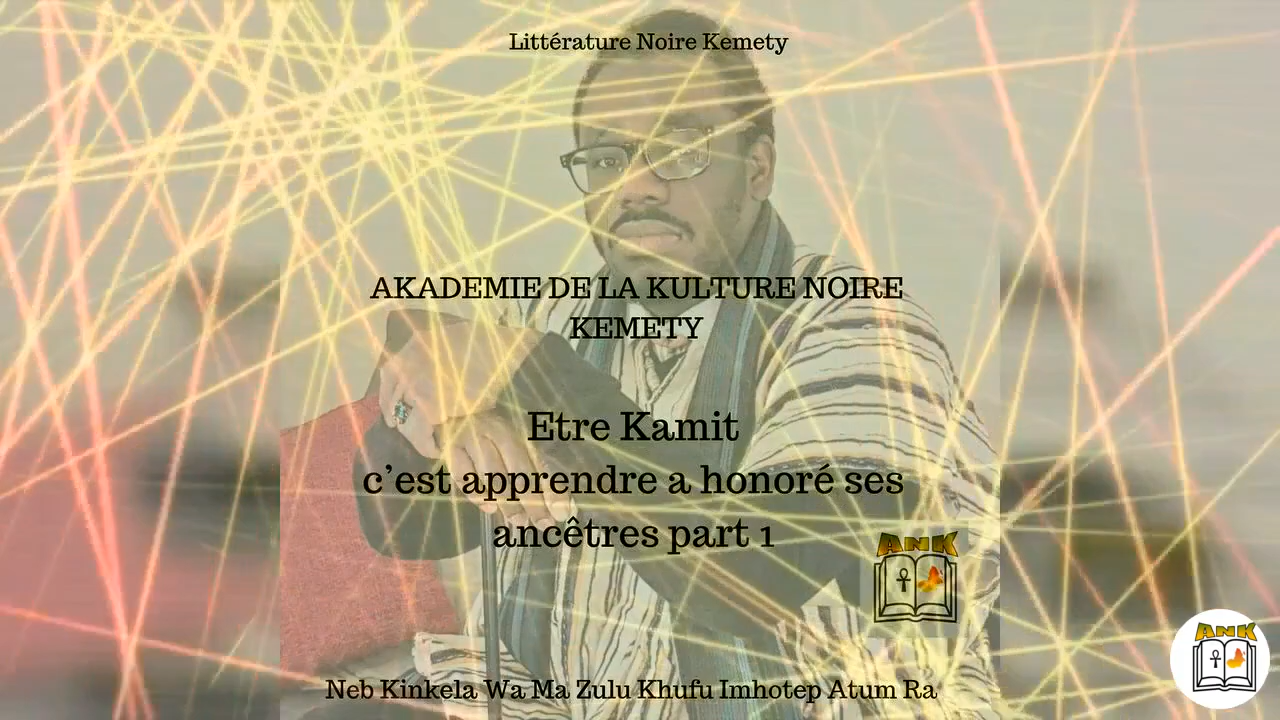 Littérature Noire Kemety
AKADEMIE DE LA KULTURE NOIRE
KEMETY
Etre Kamit
c’est apprendre a honoré ses
ancêtres part 1
ANK
Neb Kinkela Wa Ma Zulu Khufu Imhotep Atum Ra
ANK